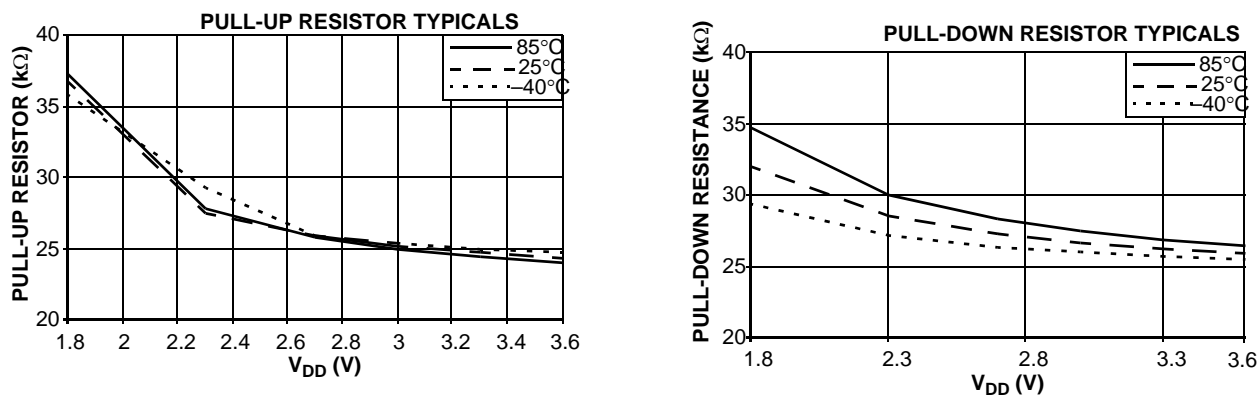 PULL-UP RESISTOR TYPICALS
PULL-UP RESISTOR (kΩ)
40
35
30
25
20
85°C
25°C
–40°C
1.8 2 2.2 2.4 2.6 2.8 3 3.2 3.4 3.6
VDD (V)
PULL-DOWN RESISTOR TYPICALS
PULL-DOWN RESISTANCE (kΩ)
40
35
30
25
20
85°C
25°C
–40°C
1.8 2.3 2.8 3.3 3.6
VDD (V)